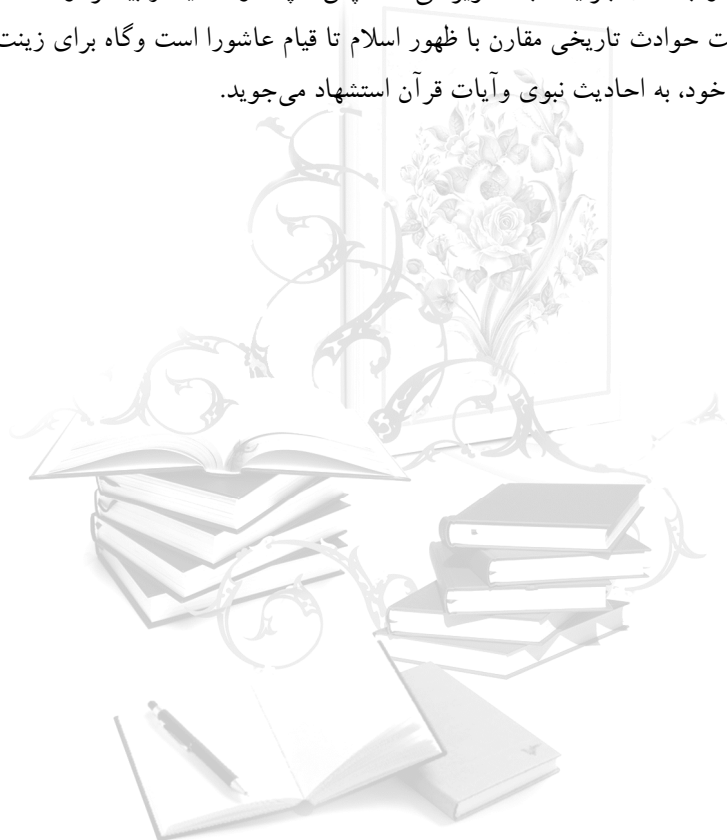 ت حوادث تاریخی مقارن با ظهور اسلام تا قیام عاشورا است وگاه برای زینت
خود، به احادیث نبوی وآیات قرآن استشهاد می‌جوید.